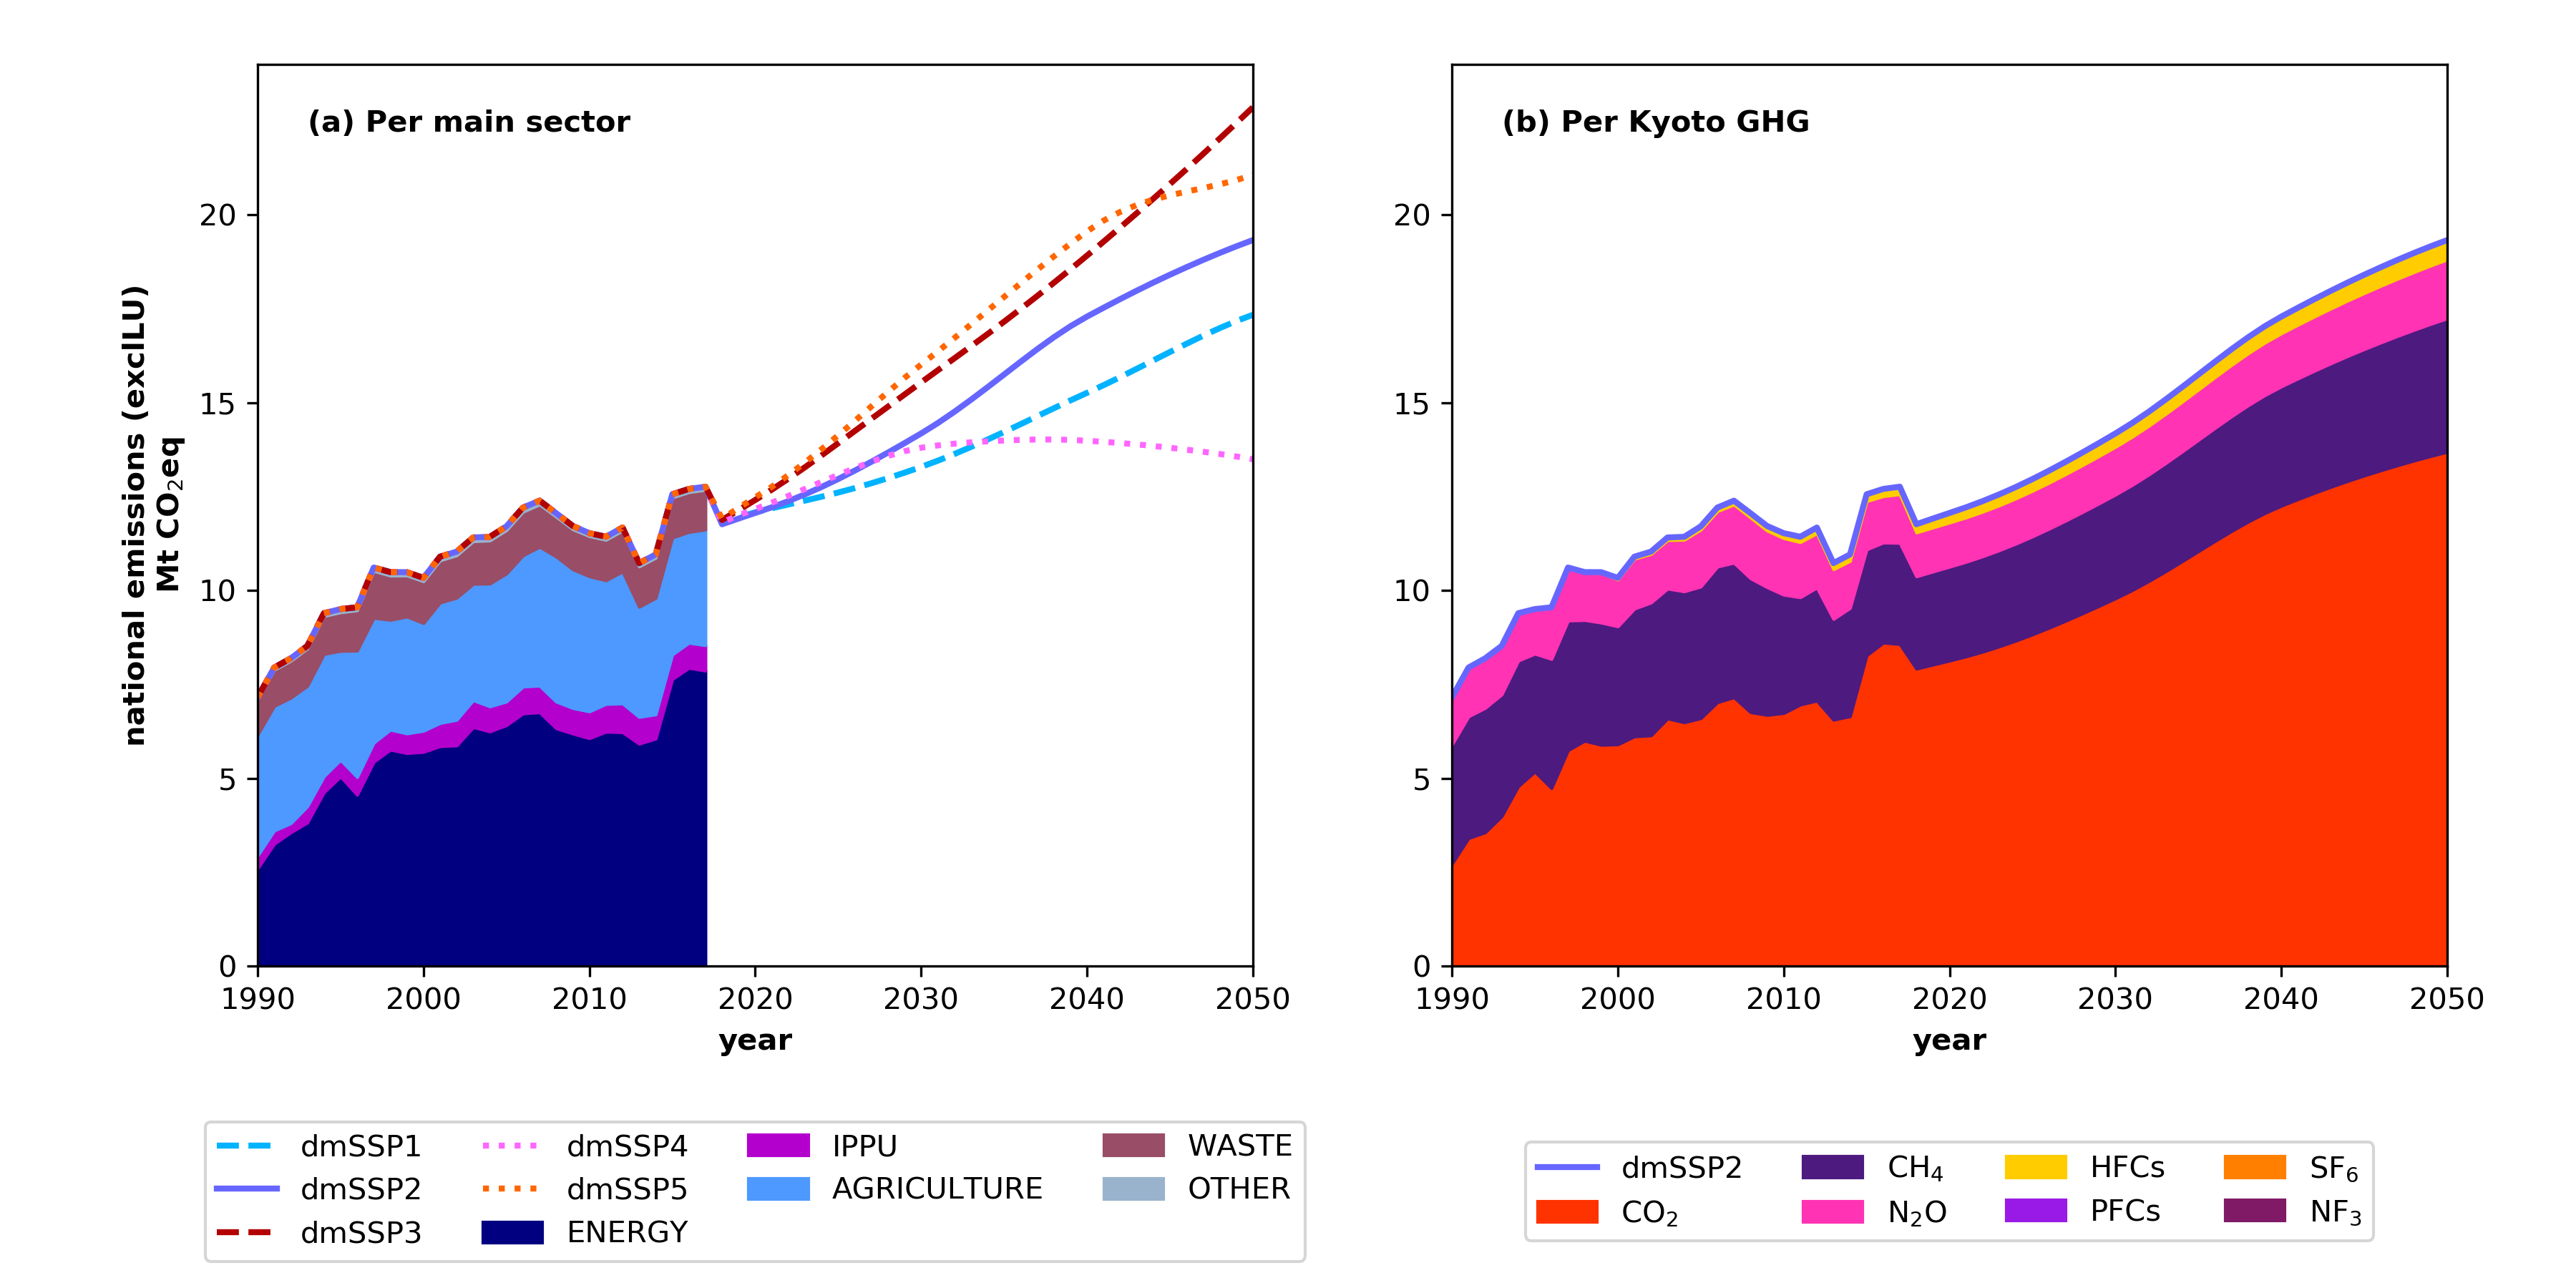 (a) Per main sector
national emissions (exclLU)
Mt CO₂eq
20
15
10
5
0
1990 2000 2010 2020 2030 2040 2050
year
(b) Per Kyoto GHG
20
15
10
5
0
1990 2000 2010 2020 2030 2040 2050
year
dmSSP1 dmSSP4 IPPU WASTE
dmSSP2 dmSSP5 AGRICULTURE OTHER
dmSSP3 ENERGY
dmSSP2 CH₄ HFCs SF₆
CO₂ N₂O PFCs NF₃